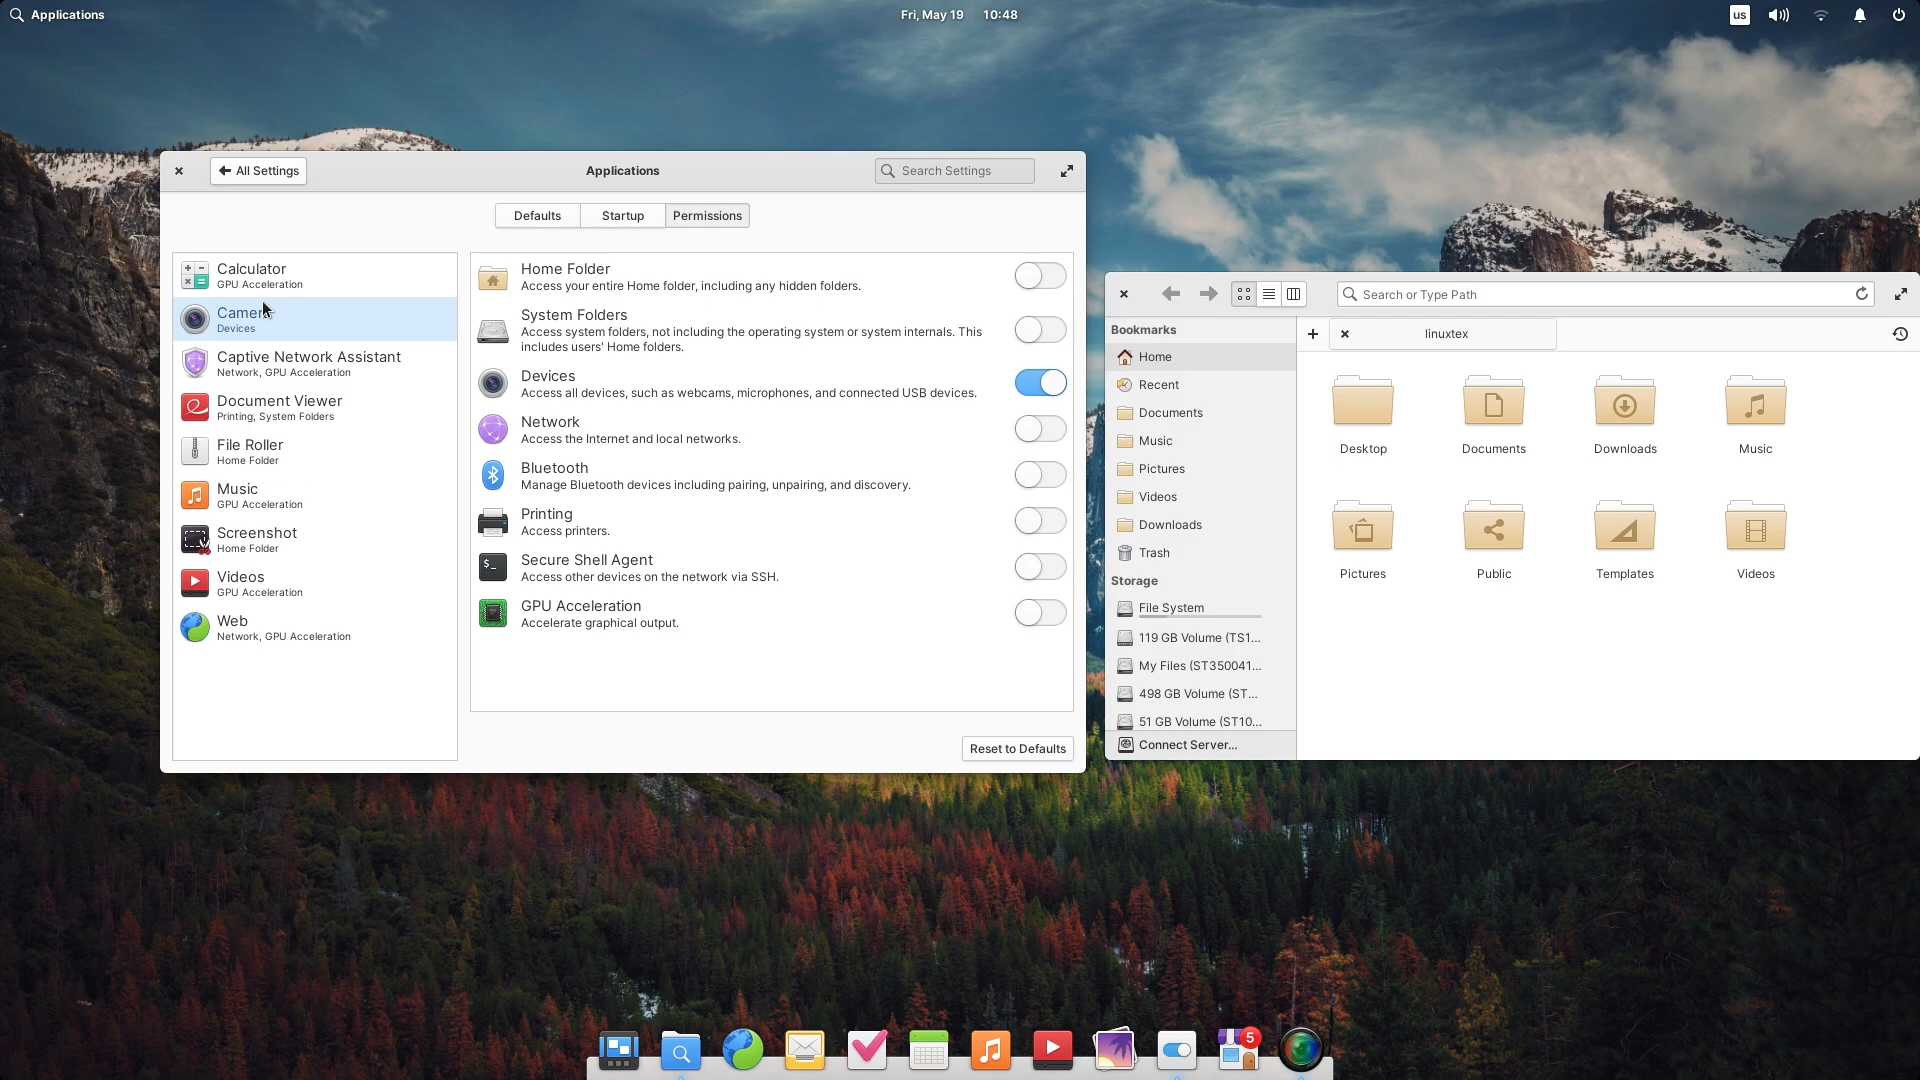 Applications
Fri, May 19 10:48
us
All Settings
Applications
Search Settings
Defaults
Startup
Permissions
Calculator
GPU Acceleration
Camer
Devices
Captive Network Assistant
Network, GPU Acceleration
Document Viewer
Printing, System Folders
File Roller
Home Folder
Music
GPU Acceleration
Screenshot
Home Folder
Videos
GPU Acceleration
Web
Network, GPU Acceleration
Home Folder
Access your entire Home folder, including any hidden folders.
System Folders
Access system folders, not including the operating system or system internals. This
includes users' Home folders.
Devices
Access all devices, such as webcams, microphones, and connected USB devices.
Network
Access the Internet and local networks.
Bluetooth
Manage Bluetooth devices including pairing, unpairing, and discovery.
Printing
Access printers.
Secure Shell Agent
Access other devices on the network via SSH.
GPU Acceleration
Accelerate graphical output.
Reset to Defaults
Search or Type Path
linuxtex
Bookmarks
Home
Recent
Documents
Music
Pictures
Videos
Downloads
Trash
Storage
File System
119 GB Volume (TS1...
My Files (ST350041...
498 GB Volume (ST...
51 GB Volume (ST10...
Connect Server...
Desktop
Documents
Downloads
Music
Pictures
Public
Templates
Videos
$_
5